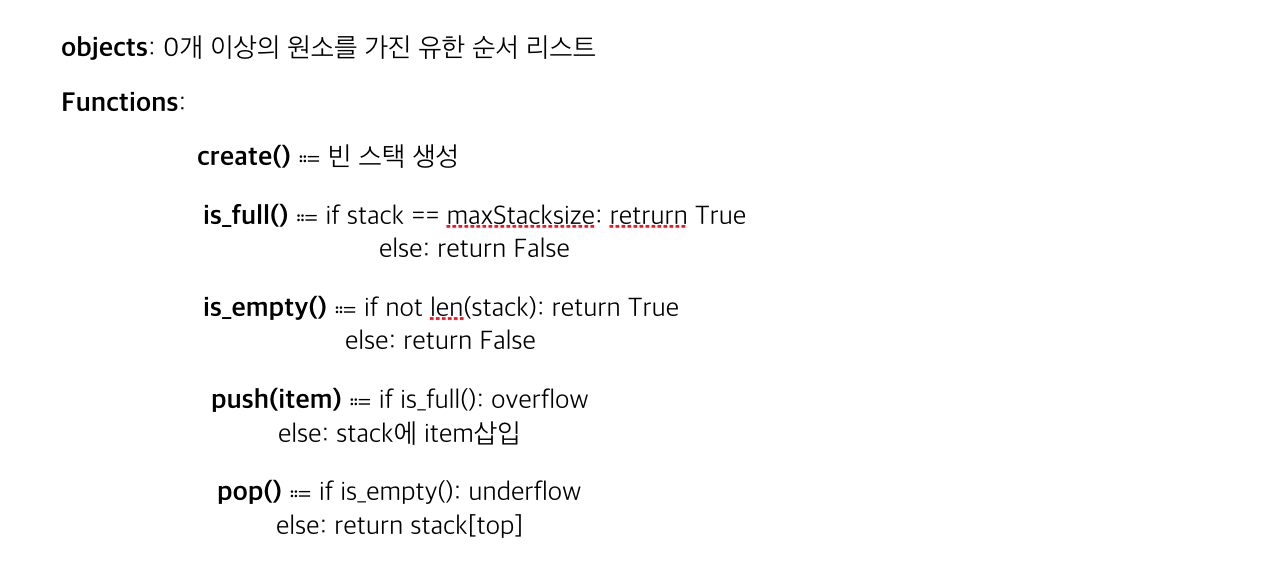 objects: 0개 이상의 원소를 가진 유한 순서 리스트
Functions:
create() ::= 빈 스택 생성
is_full() ::= if stack == maxStacksize: retrurn True
else: return False
is_empty() ::= if not len(stack): return True
else: return False
push(item) ::= if is_full(): overflow
else: stack에 item삽입
pop() ::= if is_empty(): underflow
else: return stack[top]